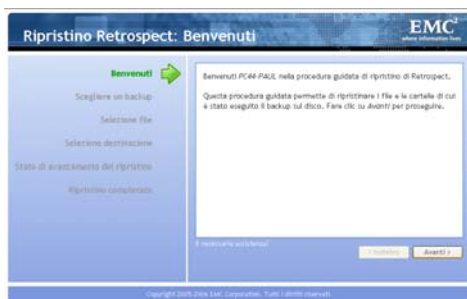 Ripristino Retrospect: Benvenuti
EMC²
where information lives
Benvenuti
Scegliere un backup
Selezione file
Seleziona destinazione
Stato di avanzamento del ripristino
Ripristino completato
Benvenuti PC44-PAUL nella procedura guidata di ripristino di Retrospect.
Questa procedura guidata permette di ripristinare i file e le cartelle di cui
è stato eseguito il backup sul disco. Fare clic su Avanti per proseguire.
È necessaria assistenza?
< Indietro
Avanti >
Copyright 2005-2006 EMC Corporation. Tutti i diritti riservati